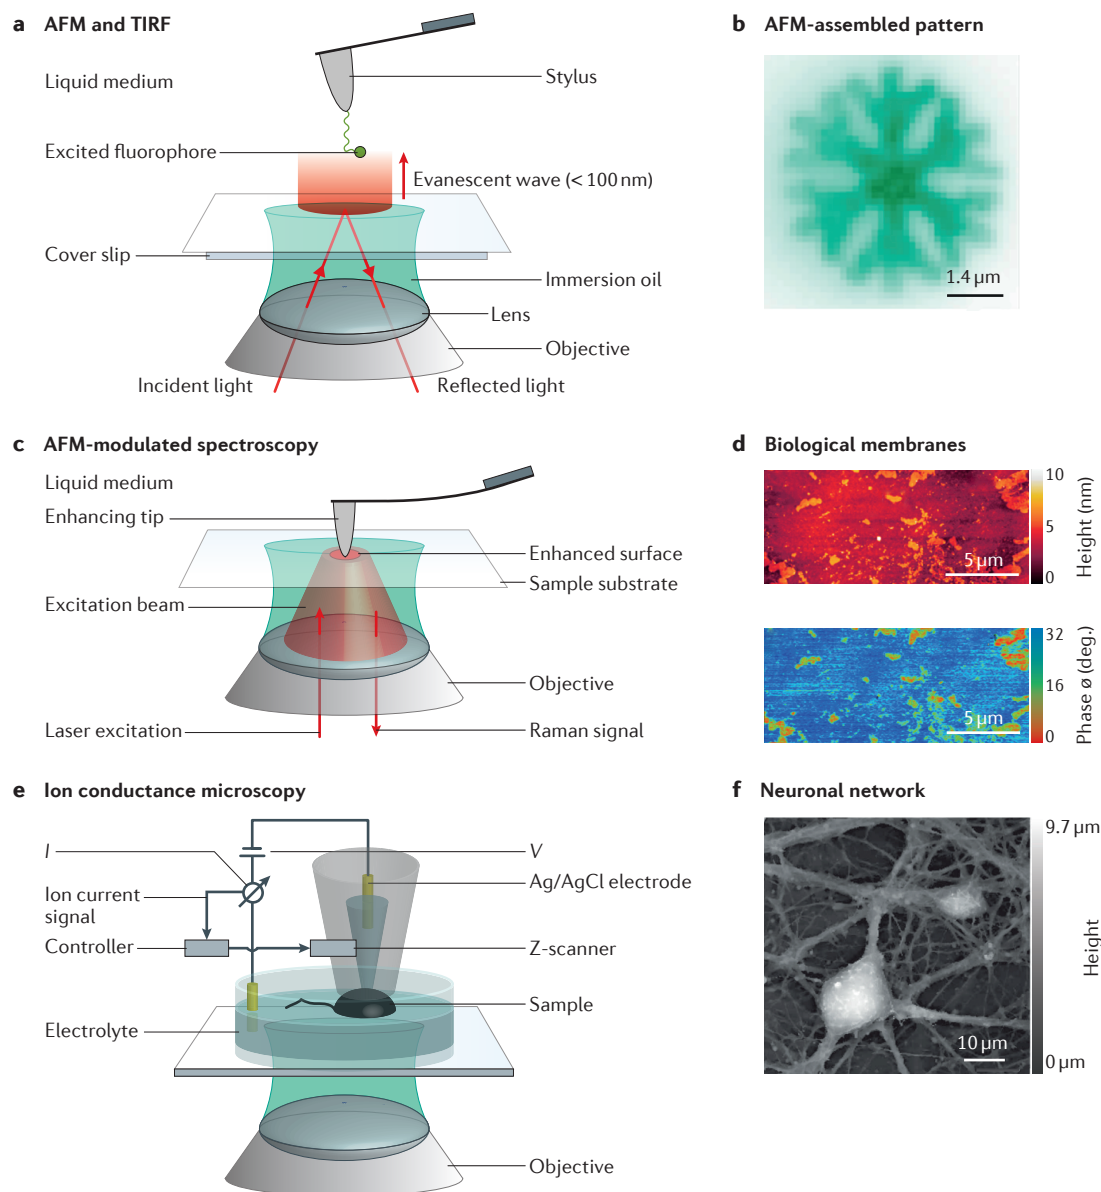 a AFM and TIRF
Liquid medium
Stylus
Excited fluorophore
Evanescent wave (< 100 nm)
Cover slip
Immersion oil
Lens
Objective
Incident light
Reflected light
b AFM-assembled pattern
1.4 µm
c AFM-modulated spectroscopy
Liquid medium
Enhancing tip
Enhanced surface
Sample substrate
Excitation beam
Objective
Laser excitation
Raman signal
d Biological membranes
10
5
0
Height (nm)
5 µm
32
16
0
Phase ø (deg.)
5 µm
e Ion conductance microscopy
I
V
Ag/AgCl electrode
Ion current
signal
Controller
Z-scanner
Sample
Electrolyte
Objective
f Neuronal network
9.7 µm
Height
0 µm
10 µm